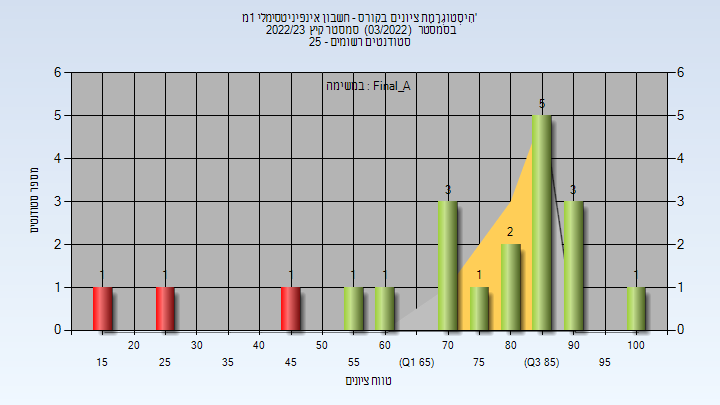 היסטוגרמת ציונים בקורס - חשבון אינפיניטסימלי 1מ'
בסמסטר (03/2022) סמסטר קיץ 2022/23
סטודנטים רשומים - 25
במשימה : Final_A
מספר סטודנטים
6 6
5 5
4 4
3 3
2 2
1 1
0 0
1 1 1 1 1 3 1 2 5 3 1
20 30 40 50 60 70 80 90 100
15 25 35 45 55 (Q1 65) 75 (Q3 85) 95
טווח ציונים